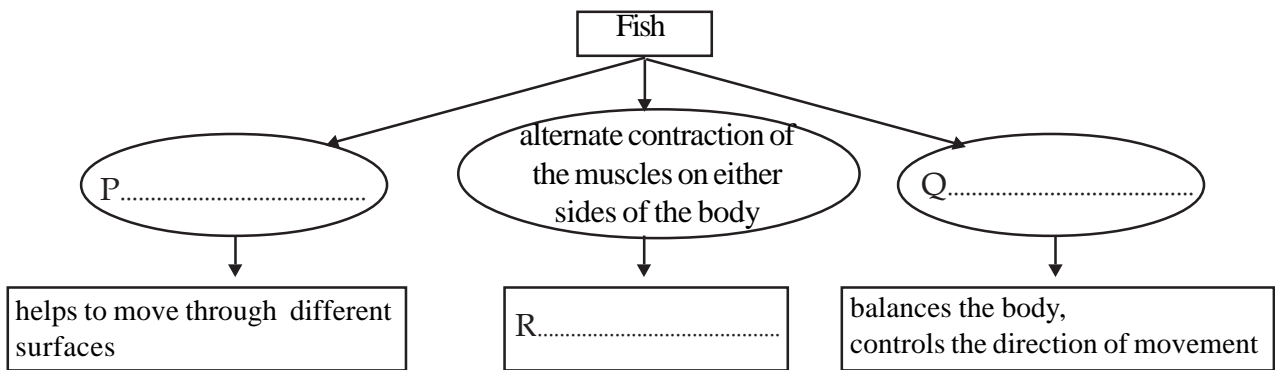 Fish
P........................................
alternate contraction of
the muscles on either
sides of the body
Q........................................
helps to move through different
surfaces
R........................................
balances the body,
controls the direction of movement